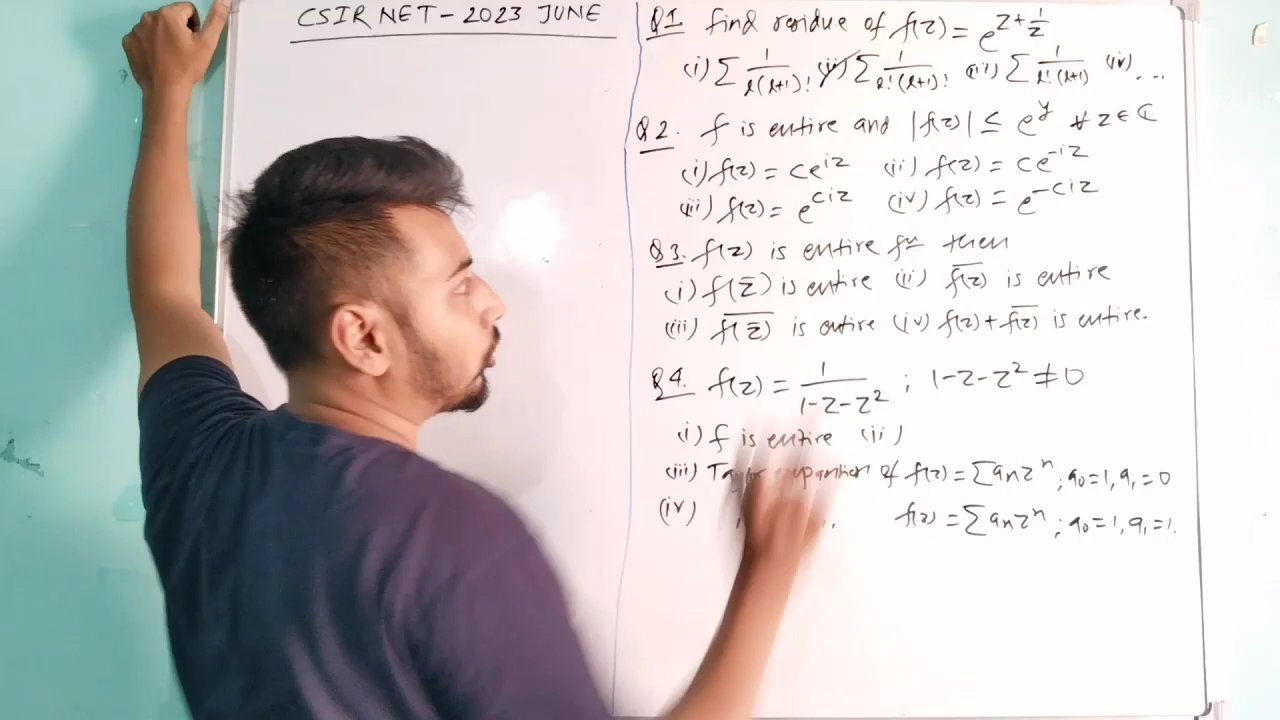 CSIR NET - 2023 JUNE
Q1 find residue of f(z) = e^{z + 1/z}
(i) ∑ 1/(l(l+1)! (ii) ∑ 1/(l!(l+1)! (iii) ∑ 1/(l!(l+1) (iv) ...
Q2. f is entire and |f(z)| ≤ e^y ∀ z ∈ ℂ
(i) f(z) = ce^{iz} (ii) f(z) = ce^{-iz}
(iii) f(z) = e^{ciz} (iv) f(z) = e^{-ciz}
Q3. f(z) is entire fn then
(i) f(z̄) is entire (ii) \overline{f(z)} is entire
(iii) \overline{f(z̄)} is entire (iv) f(z) + \overline{f(z)} is entire.
Q4. f(z) = 1/(1-z-z²) ; 1-z-z² ≠ 0
(i) f is entire (ii)
(iii) of f(z) = ∑ a_n z^n ; a_0=1, a_1=0
(iv) f(z) = ∑ a_n z^n ; a_0=1, a_1=1.